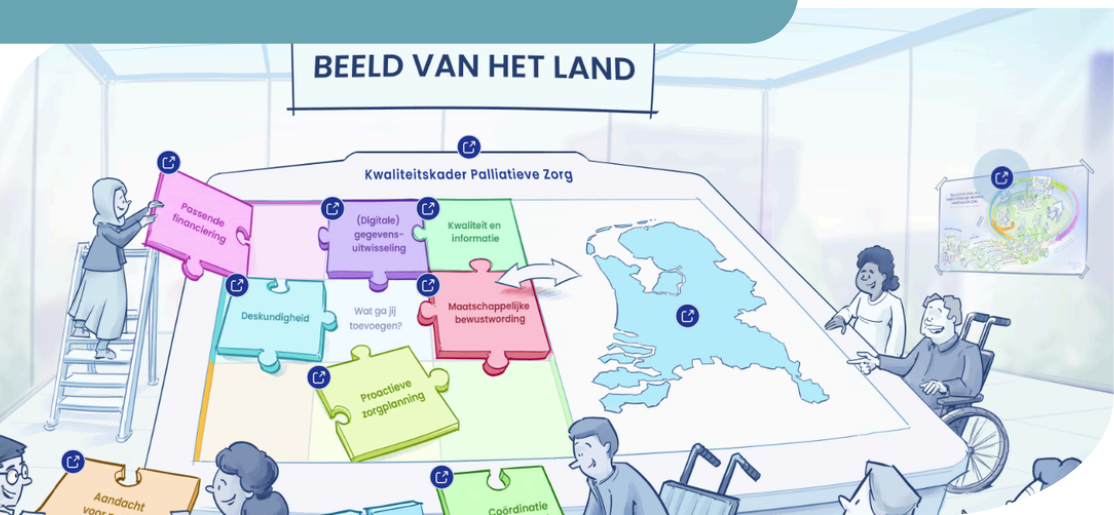 BEELD VAN HET LAND
Kwaliteitskader Palliatieve Zorg
Passende
financiering
(Digitale)
gegevens-
uitwisseling
Kwaliteit en
informatie
Deskundigheid
Wat ga jij
toevoegen?
Maatschappelijke
bewustwording
Proactieve
zorgplanning
Aandacht
voor
Coördinatie